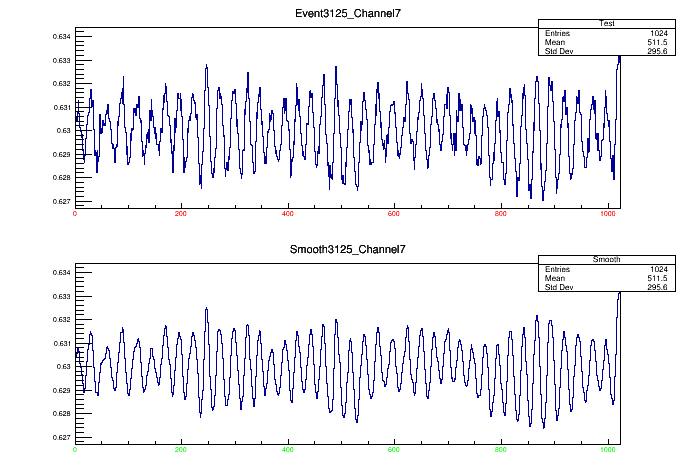 Event3125_Channel7
Test
Entries 1024
Mean 511.5
Std Dev 295.6
0.634
0.633
0.632
0.631
0.63
0.629
0.628
0.627
0 200 400 600 800 1000
Smooth3125_Channel7
Smooth
Entries 1024
Mean 511.5
Std Dev 295.6
0.634
0.633
0.632
0.631
0.63
0.629
0.628
0.627
0 200 400 600 800 1000